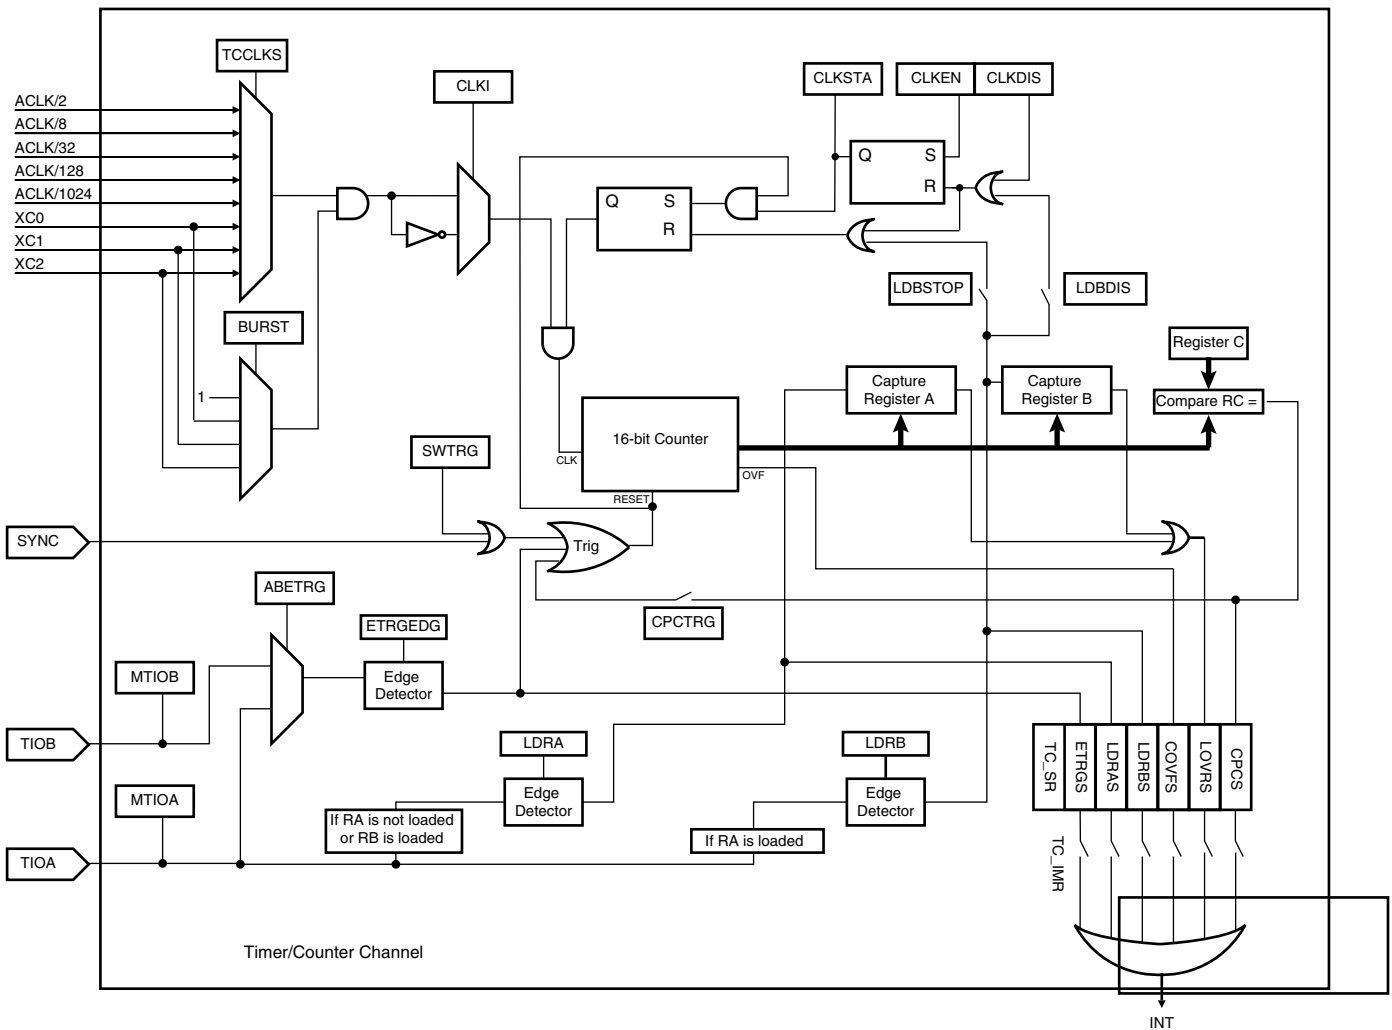 TCCLKS
CLKI
CLKSTA
CLKEN
CLKDIS
ACLK/2
ACLK/8
ACLK/32
ACLK/128
ACLK/1024
XC0
XC1
XC2
Q
S
R
Q
S
R
LDBSTOP
LDBDIS
BURST
1
Register C
Capture
Register A
Capture
Register B
Compare RC =
16-bit Counter
CLK
OVF
RESET
SWTRG
SYNC
Trig
ABETRG
ETRGEDG
CPCTRG
MTIOB
Edge
Detector
TIOB
LDRA
LDRB
MTIOA
Edge
Detector
Edge
Detector
If RA is not loaded
or RB is loaded
If RA is loaded
TIOA
TC_SR
ETRGS
LDRAS
LDRBS
COVFS
LOVRS
CPCS
TC_IMR
Timer/Counter Channel
INT